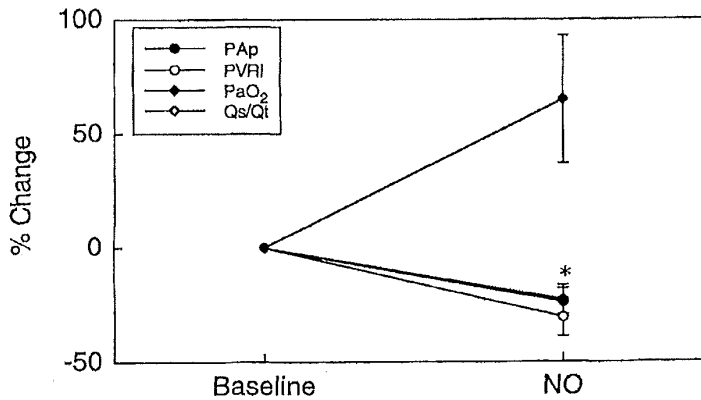 100
50
0
-50
% Change
PAp
PVRI
PaO₂
Qs/Qt
*
Baseline
NO